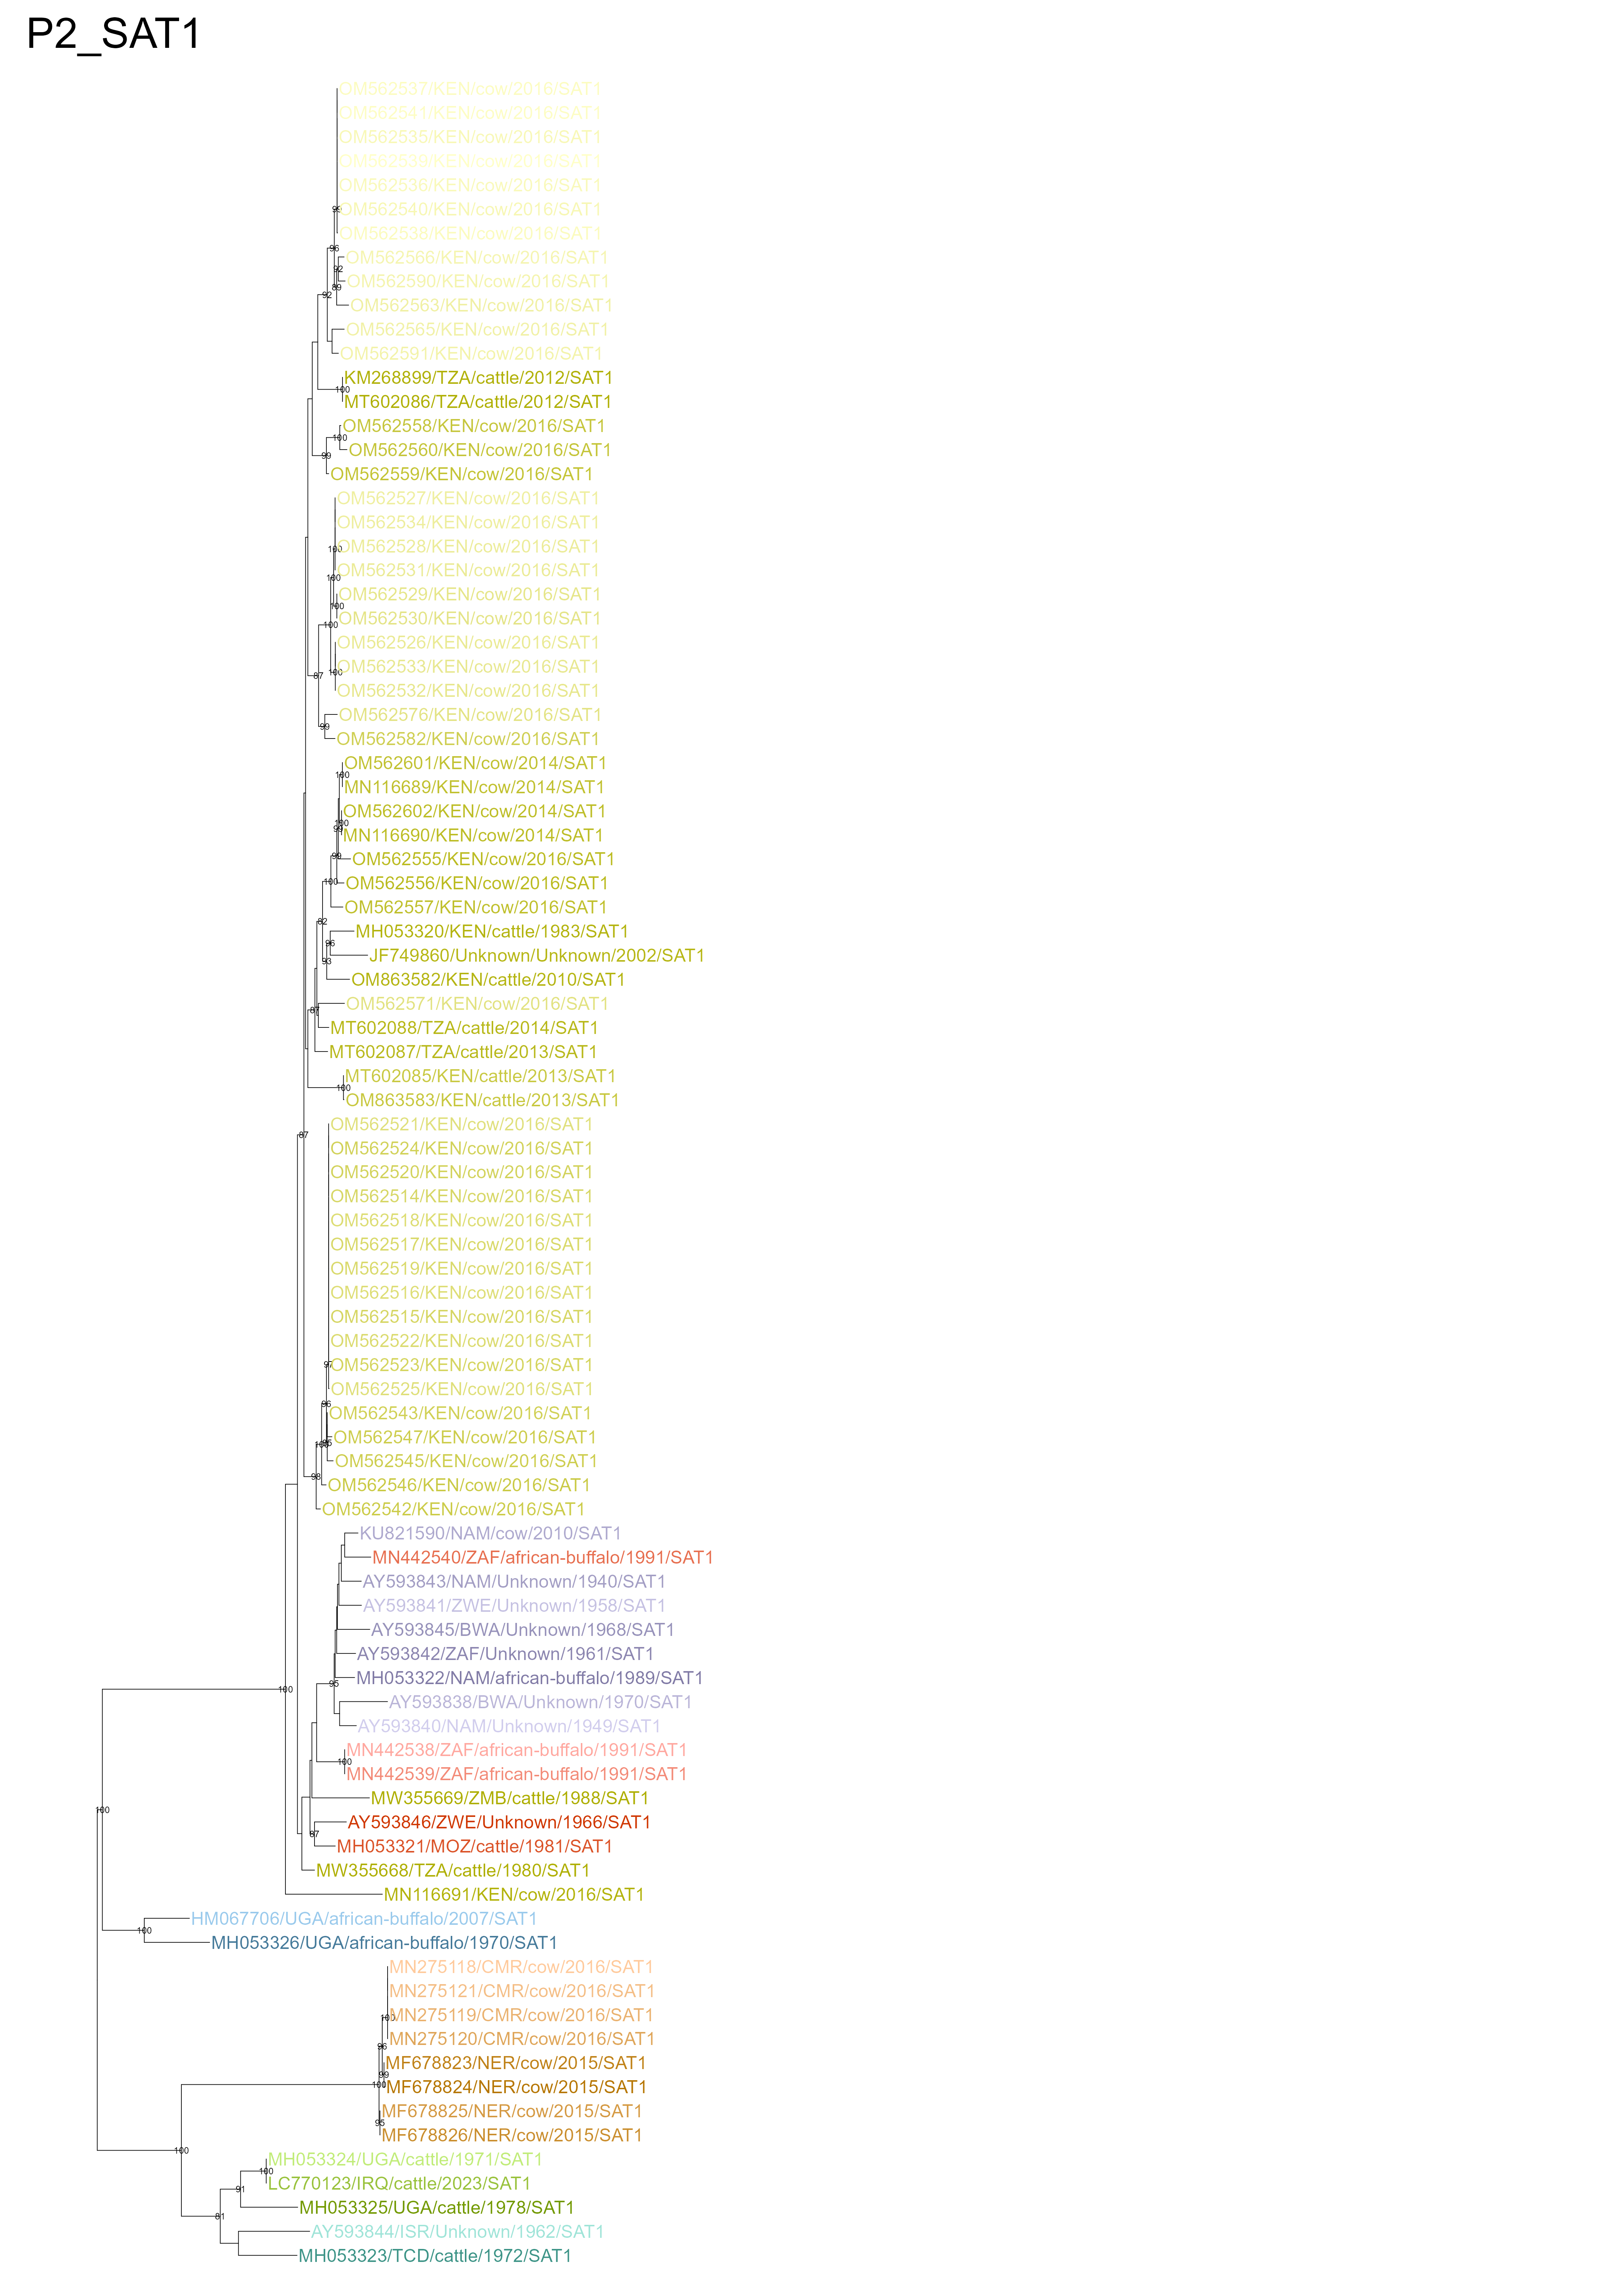 P2_SAT1
OM562537/KEN/cow/2016/SAT1
OM562541/KEN/cow/2016/SAT1
OM562535/KEN/cow/2016/SAT1
OM562539/KEN/cow/2016/SAT1
OM562536/KEN/cow/2016/SAT1
99
OM562540/KEN/cow/2016/SAT1
OM562538/KEN/cow/2016/SAT1
96
OM562566/KEN/cow/2016/SAT1
92
OM562590/KEN/cow/2016/SAT1
89
92
OM562563/KEN/cow/2016/SAT1
OM562565/KEN/cow/2016/SAT1
OM562591/KEN/cow/2016/SAT1
KM268899/TZA/cattle/2012/SAT1
100
MT602086/TZA/cattle/2012/SAT1
OM562558/KEN/cow/2016/SAT1
100
OM562560/KEN/cow/2016/SAT1
99
OM562559/KEN/cow/2016/SAT1
OM562527/KEN/cow/2016/SAT1
OM562534/KEN/cow/2016/SAT1
100
OM562528/KEN/cow/2016/SAT1
OM562531/KEN/cow/2016/SAT1
100
OM562529/KEN/cow/2016/SAT1
100
OM562530/KEN/cow/2016/SAT1
100
OM562526/KEN/cow/2016/SAT1
OM562533/KEN/cow/2016/SAT1
100
87
OM562532/KEN/cow/2016/SAT1
OM562576/KEN/cow/2016/SAT1
99
OM562582/KEN/cow/2016/SAT1
OM562601/KEN/cow/2014/SAT1
100
MN116689/KEN/cow/2014/SAT1
OM562602/KEN/cow/2014/SAT1
100
99
MN116690/KEN/cow/2014/SAT1
99
OM562555/KEN/cow/2016/SAT1
100
OM562556/KEN/cow/2016/SAT1
OM562557/KEN/cow/2016/SAT1
82
MH053320/KEN/cattle/1983/SAT1
96
JF749860/Unknown/Unknown/2002/SAT1
93
OM863582/KEN/cattle/2010/SAT1
OM562571/KEN/cow/2016/SAT1
87
MT602088/TZA/cattle/2014/SAT1
MT602087/TZA/cattle/2013/SAT1
MT602085/KEN/cattle/2013/SAT1
100
OM863583/KEN/cattle/2013/SAT1
OM562521/KEN/cow/2016/SAT1
87
OM562524/KEN/cow/2016/SAT1
OM562520/KEN/cow/2016/SAT1
OM562514/KEN/cow/2016/SAT1
OM562518/KEN/cow/2016/SAT1
OM562517/KEN/cow/2016/SAT1
OM562519/KEN/cow/2016/SAT1
OM562516/KEN/cow/2016/SAT1
OM562515/KEN/cow/2016/SAT1
OM562522/KEN/cow/2016/SAT1
97
OM562523/KEN/cow/2016/SAT1
OM562525/KEN/cow/2016/SAT1
96
OM562543/KEN/cow/2016/SAT1
OM562547/KEN/cow/2016/SAT1
100
OM562545/KEN/cow/2016/SAT1
98
OM562546/KEN/cow/2016/SAT1
OM562542/KEN/cow/2016/SAT1
KU821590/NAM/cow/2010/SAT1
MN442540/ZAF/african-buffalo/1991/SAT1
AY593843/NAM/Unknown/1940/SAT1
AY593841/ZWE/Unknown/1958/SAT1
AY593845/BWA/Unknown/1968/SAT1
AY593842/ZAF/Unknown/1961/SAT1
MH053322/NAM/african-buffalo/1989/SAT1
95
100
AY593838/BWA/Unknown/1970/SAT1
AY593840/NAM/Unknown/1949/SAT1
MN442538/ZAF/african-buffalo/1991/SAT1
100
MN442539/ZAF/african-buffalo/1991/SAT1
MW355669/ZMB/cattle/1988/SAT1
100
AY593846/ZWE/Unknown/1966/SAT1
87
MH053321/MOZ/cattle/1981/SAT1
MW355668/TZA/cattle/1980/SAT1
MN116691/KEN/cow/2016/SAT1
HM067706/UGA/african-buffalo/2007/SAT1
100
MH053326/UGA/african-buffalo/1970/SAT1
MN275118/CMR/cow/2016/SAT1
MN275121/CMR/cow/2016/SAT1
100
MN275119/CMR/cow/2016/SAT1
MN275120/CMR/cow/2016/SAT1
96
MF678823/NER/cow/2015/SAT1
99
100
MF678824/NER/cow/2015/SAT1
MF678825/NER/cow/2015/SAT1
95
MF678826/NER/cow/2015/SAT1
100
MH053324/UGA/cattle/1971/SAT1
100
LC770123/IRQ/cattle/2023/SAT1
91
MH053325/UGA/cattle/1978/SAT1
81
AY593844/ISR/Unknown/1962/SAT1
MH053323/TCD/cattle/1972/SAT1